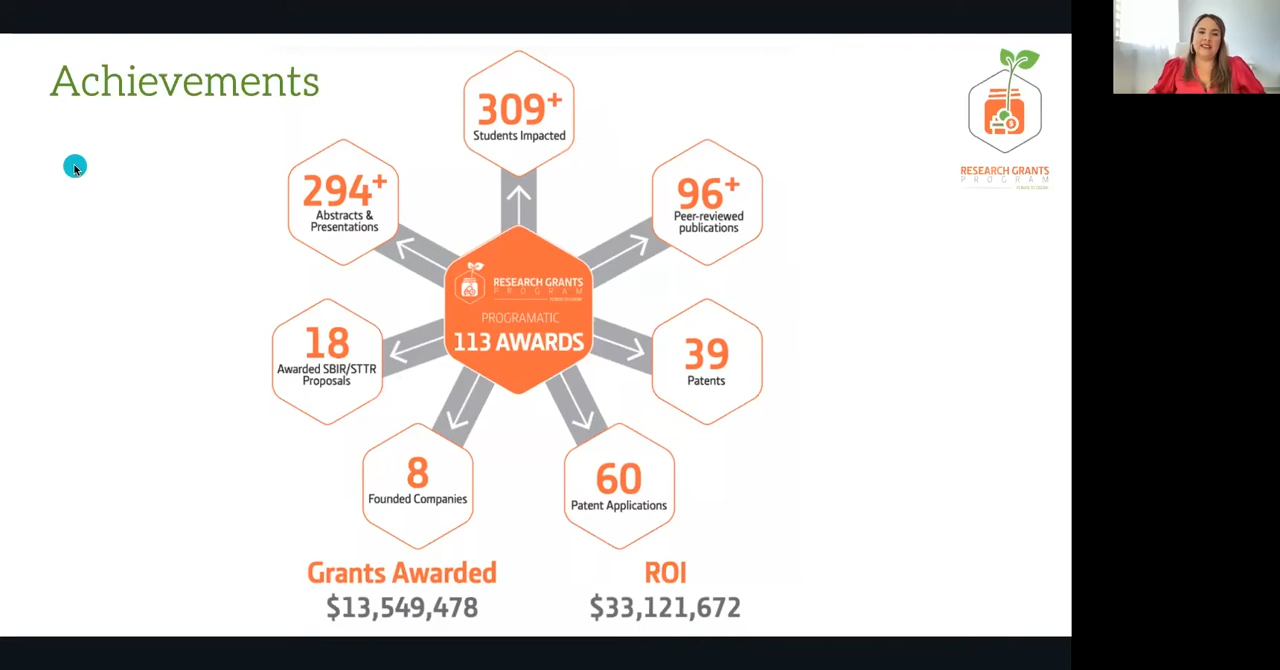 Achievements
309+
Students Impacted
294+
Abstracts &
Presentations
96+
Peer-reviewed
publications
RESEARCH GRANTS
PROGRAM
RESEARCH GRANTS
PROGRAM
PROGRAMATIC
113 AWARDS
18
Awarded SBIR/STTR
Proposals
39
Patents
8
Founded Companies
60
Patent Applications
Grants Awarded
$13,549,478
ROI
$33,121,672